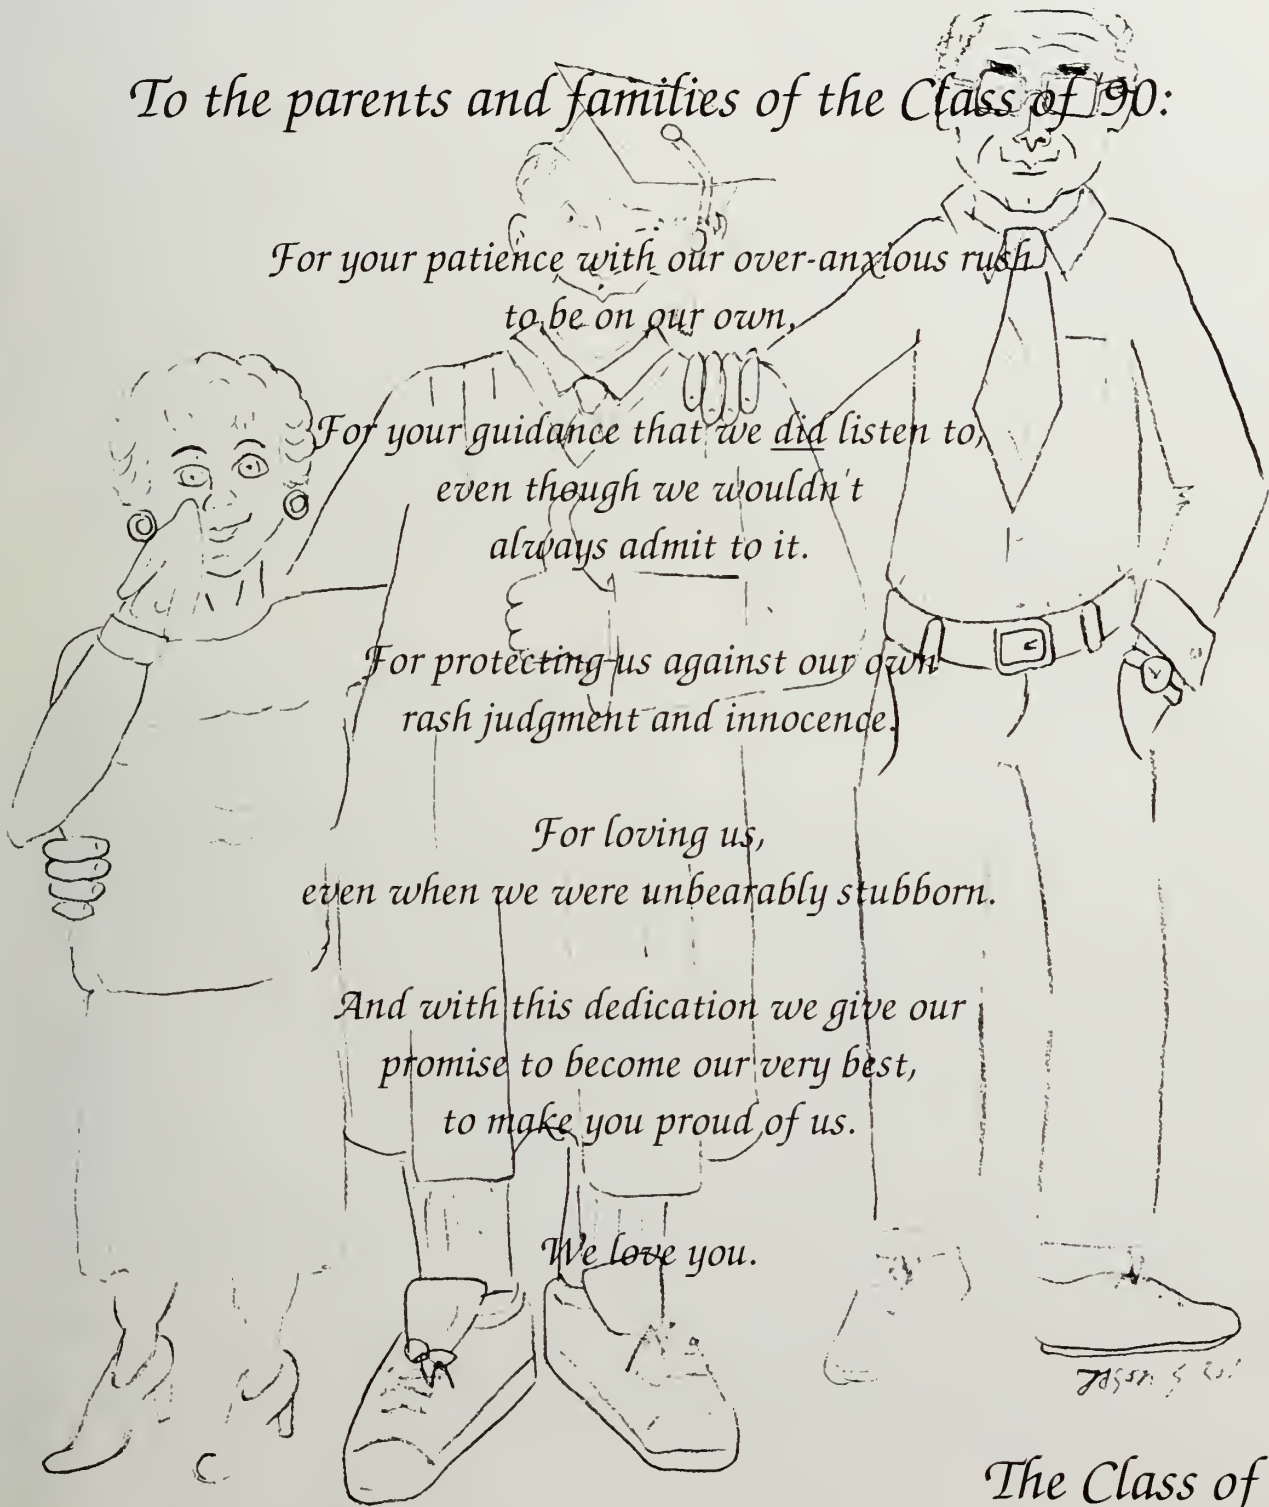 To the parents and families of the Class of '90:
For your patience with our over-anxious rush
to be on our own,
For your guidance that we did listen to,
even though we wouldn't
always admit to it.
For protecting us against our own
rash judgment and innocence.
For loving us,
even when we were unbearably stubborn.
And with this dedication we give our
promise to become our very best,
to make you proud of us.
We love you.
The Class of